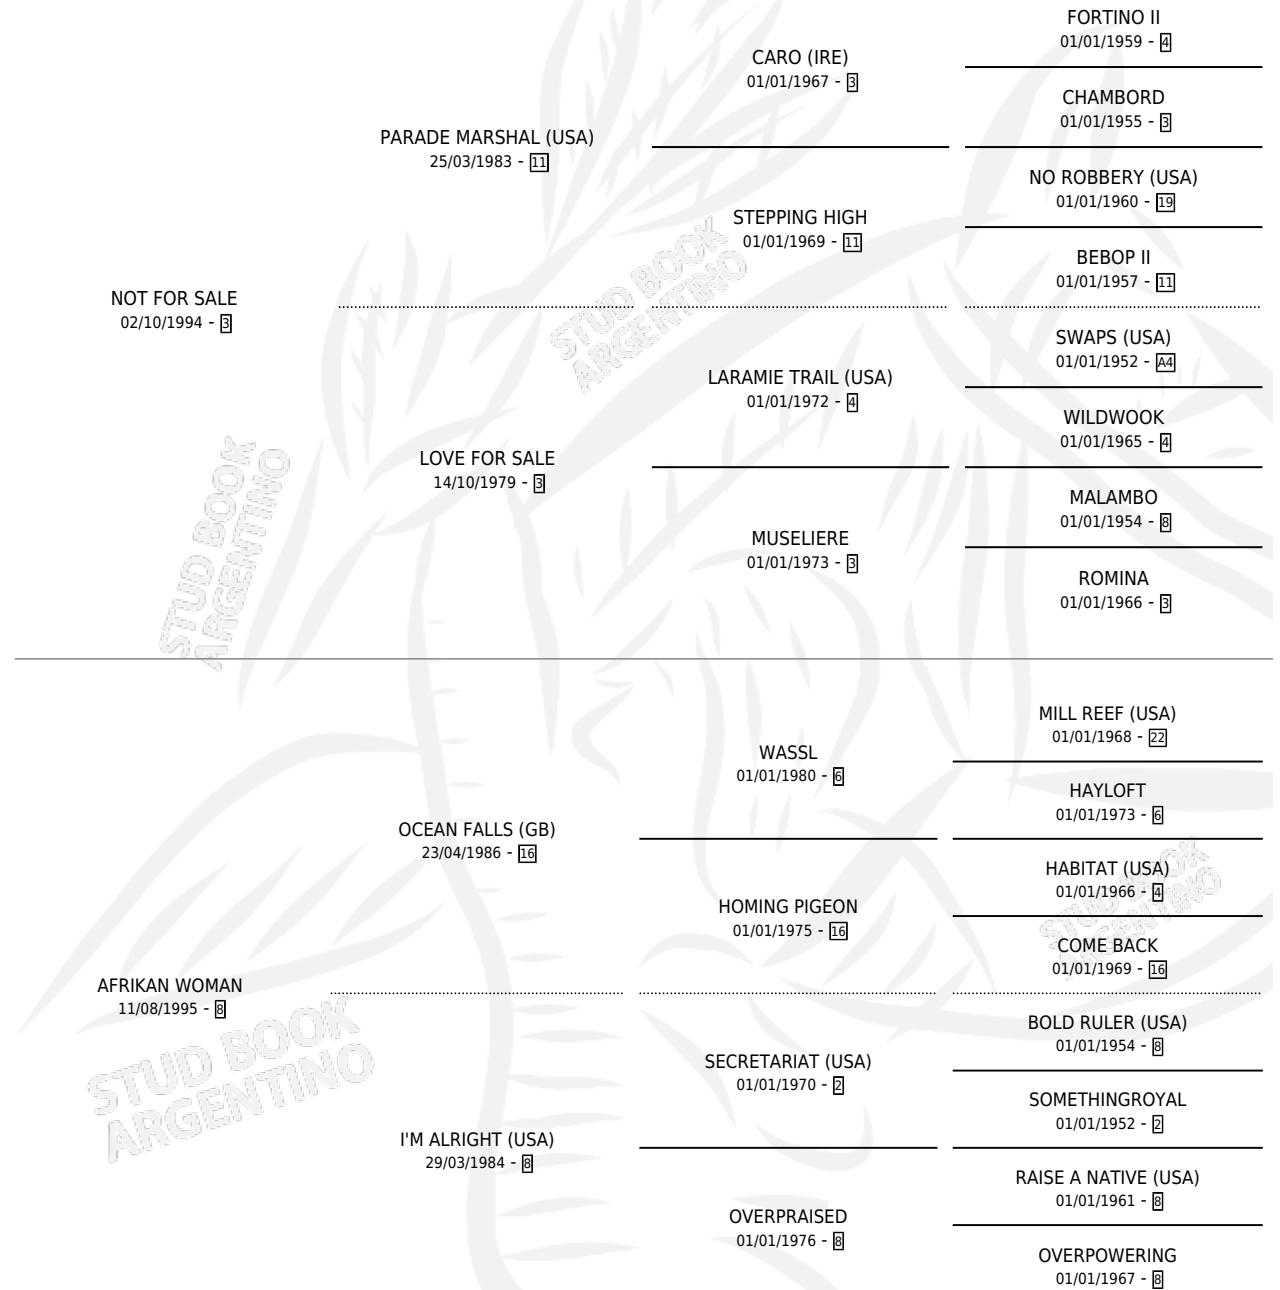 FORTINO II
01/01/1959 - 4
CARO (IRE)
01/01/1967 - 3
CHAMBORD
01/01/1955 - 3
PARADE MARSHAL (USA)
25/03/1983 - 11
NO ROBBERY (USA)
01/01/1960 - 19
STEPPING HIGH
01/01/1969 - 11
BEBOP II
01/01/1957 - 11
NOT FOR SALE
02/10/1994 - 3
STUD BOOK
ARGENTINO
SWAPS (USA)
01/01/1952 - A4
LARAMIE TRAIL (USA)
01/01/1972 - 4
WILDWOOK
01/01/1965 - 4
LOVE FOR SALE
14/10/1979 - 3
MALAMBO
01/01/1954 - 8
MUSELIERE
01/01/1973 - 3
ROMINA
01/01/1966 - 3
STUD BOOK
ARGENTINO
MILL REEF (USA)
01/01/1968 - 22
WASSL
01/01/1980 - 6
HAYLOFT
01/01/1973 - 6
OCEAN FALLS (GB)
23/04/1986 - 16
HABITAT (USA)
01/01/1966 - 4
HOMING PIGEON
01/01/1975 - 16
STUD BOOK
ARGENTINO
COME BACK
01/01/1969 - 16
AFRIKAN WOMAN
11/08/1995 - 8
BOLD RULER (USA)
01/01/1954 - 8
SECRETARIAT (USA)
01/01/1970 - 2
STUD BOOK
ARGENTINO
SOMETHINGROYAL
01/01/1952 - 2
I'M ALRIGHT (USA)
29/03/1984 - 8
RAISE A NATIVE (USA)
01/01/1961 - 8
OVERPRAISED
01/01/1976 - 8
OVERPOWERING
01/01/1967 - 8